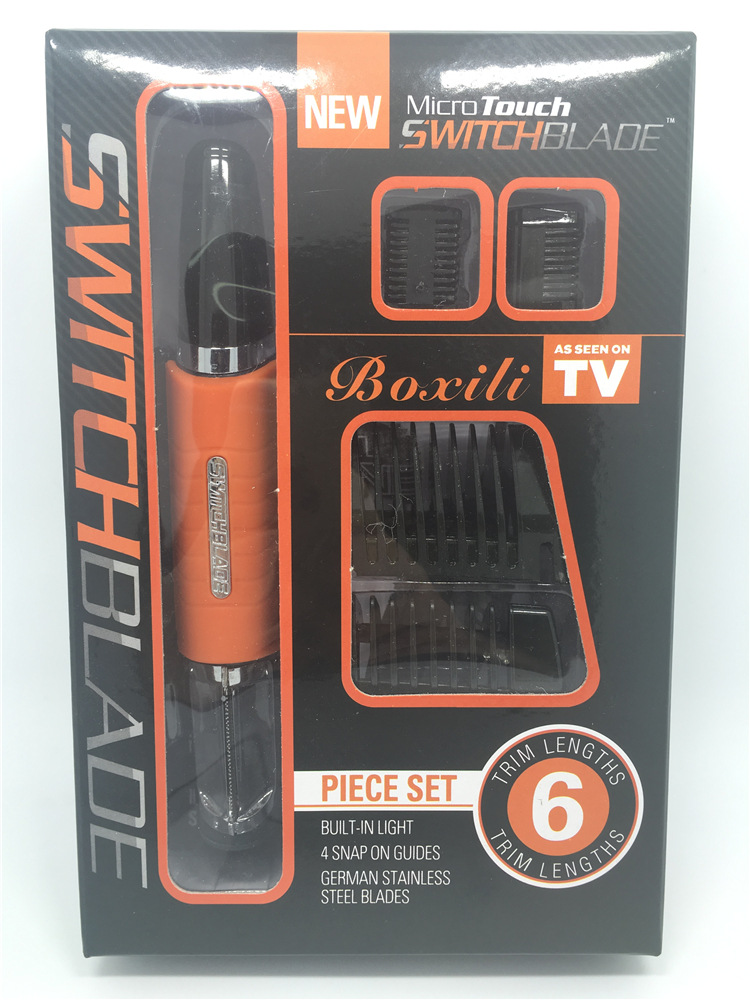 NEW
MicroTouch
SWITCHBLADE™
SWITCHBLADE
AS SEEN ON
TV
Boxili
SWITCHBLADE
PIECE SET
BUILT-IN LIGHT
4 SNAP ON GUIDES
GERMAN STAINLESS
STEEL BLADES
TRIM LENGTHS
6
TRIM LENGTHS